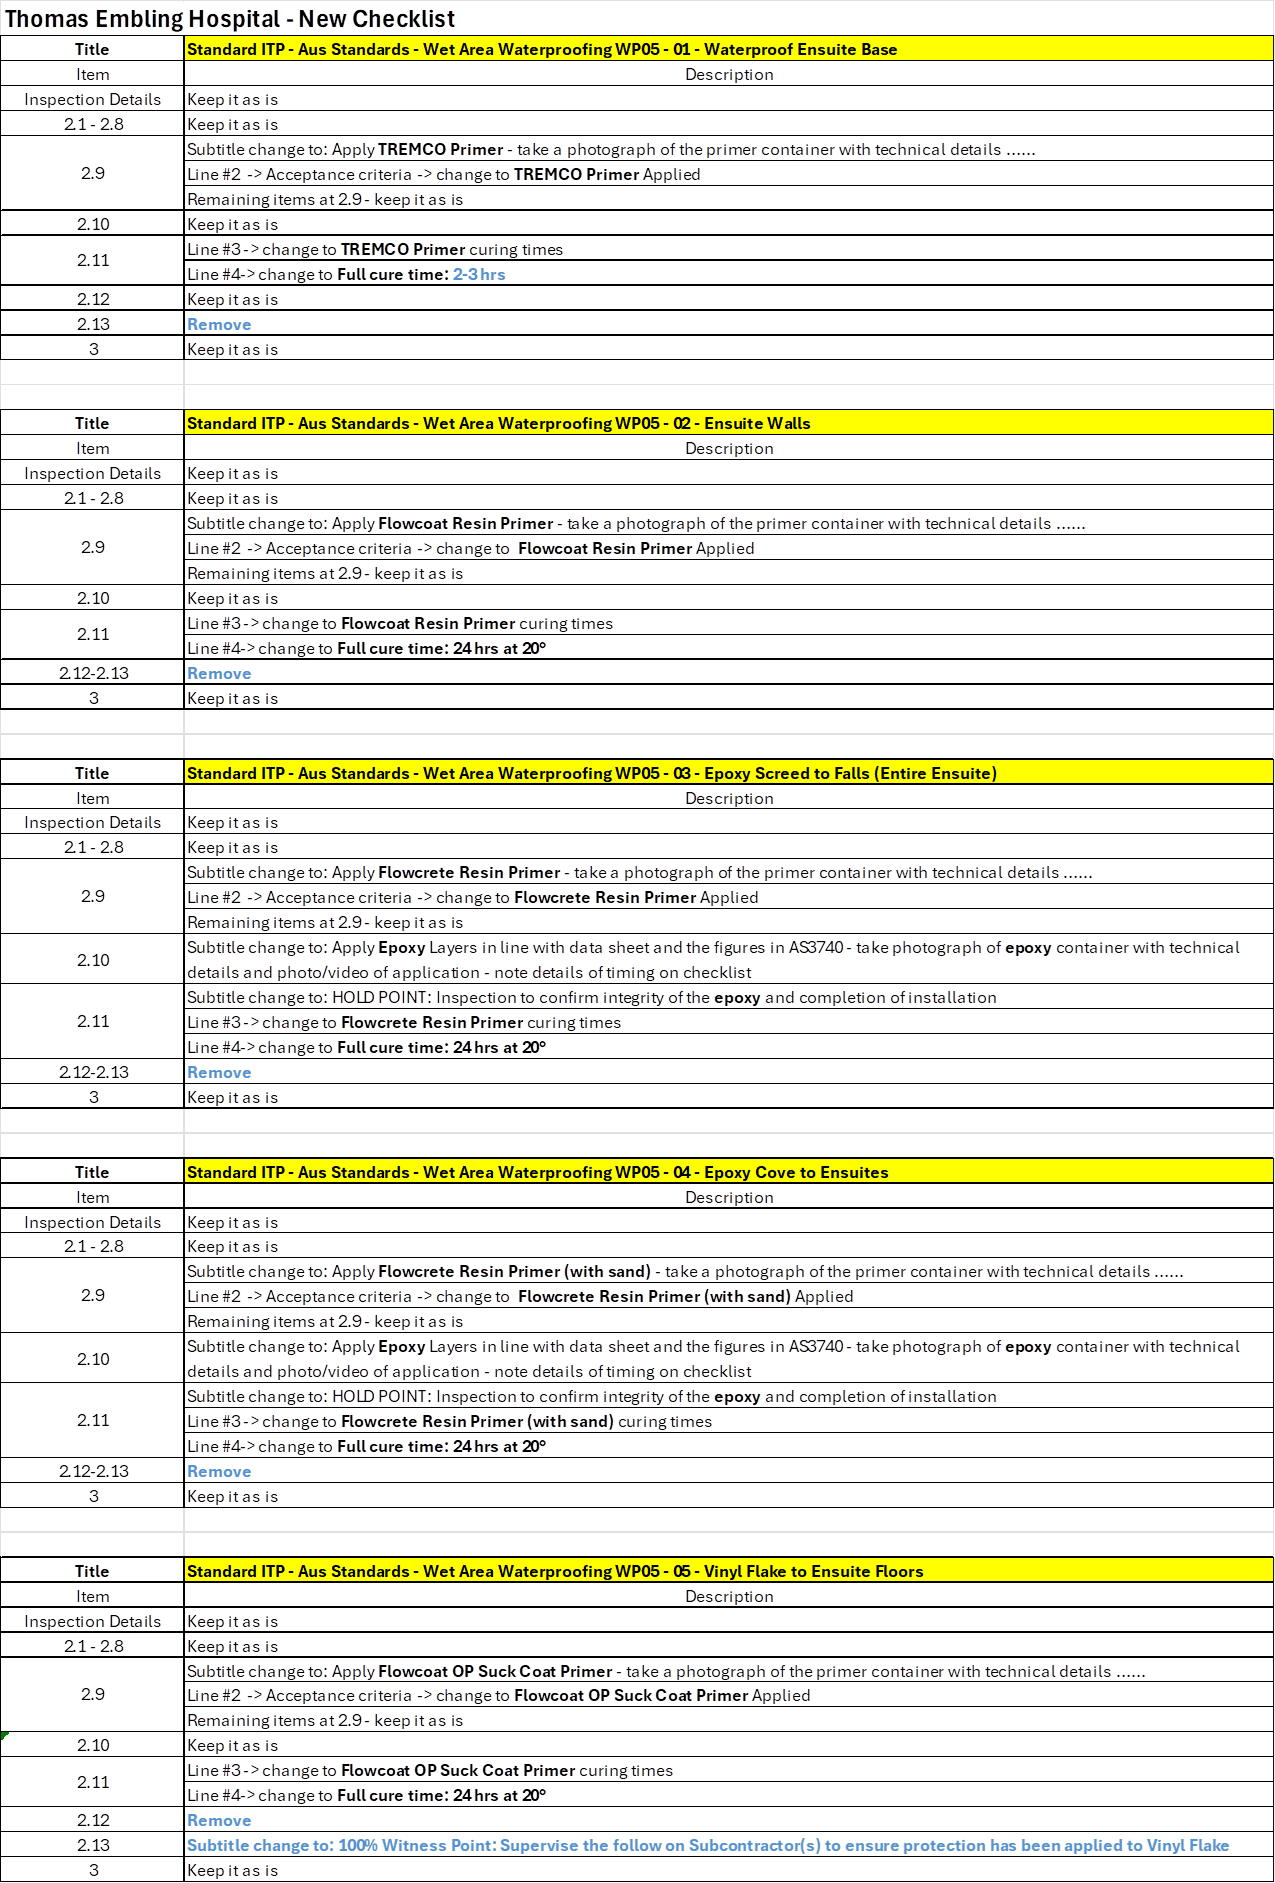 Thomas Embling Hospital - New Checklist
Title Standard ITP - Aus Standards - Wet Area Waterproofing WP05 - 01 - Waterproof Ensuite Base
Item Description
Inspection Details Keep it as is
2.1 - 2.8 Keep it as is
Subtitle change to: Apply TREMCO Primer - take a photograph of the primer container with technical details ......
2.9 Line #2 -> Acceptance criteria -> change to TREMCO Primer Applied
Remaining items at 2.9 - keep it as is
2.10 Keep it as is
2.11 Line #3-> change to TREMCO Primer curing times
Line #4-> change to Full cure time: 2-3 hrs
2.12 Keep it as is
2.13 Remove
3 Keep it as is
Title Standard ITP - Aus Standards - Wet Area Waterproofing WP05 - 02 - Ensuite Walls
Item Description
Inspection Details Keep it as is
2.1 - 2.8 Keep it as is
Subtitle change to: Apply Flowcoat Resin Primer - take a photograph of the primer container with technical details ......
2.9 Line #2 -> Acceptance criteria -> change to Flowcoat Resin Primer Applied
Remaining items at 2.9 - keep it as is
2.10 Keep it as is
2.11 Line #3-> change to Flowcoat Resin Primer curing times
Line #4-> change to Full cure time: 24 hrs at 20°
2.12-2.13 Remove
3 Keep it as is
Title Standard ITP - Aus Standards - Wet Area Waterproofing WP05 - 03 - Epoxy Screed to Falls (Entire Ensuite)
Item Description
Inspection Details Keep it as is
2.1 - 2.8 Keep it as is
Subtitle change to: Apply Flowcrete Resin Primer - take a photograph of the primer container with technical details ......
2.9 Line #2 -> Acceptance criteria -> change to Flowcrete Resin Primer Applied
Remaining items at 2.9 - keep it as is
2.10 Subtitle change to: Apply Epoxy Layers in line with data sheet and the figures in AS3740 - take photograph of epoxy container with technical
details and photo/video of application - note details of timing on checklist
Subtitle change to: HOLD POINT: Inspection to confirm integrity of the epoxy and completion of installation
2.11 Line #3-> change to Flowcrete Resin Primer curing times
Line #4-> change to Full cure time: 24 hrs at 20°
2.12-2.13 Remove
3 Keep it as is
Title Standard ITP - Aus Standards - Wet Area Waterproofing WP05 - 04 - Epoxy Cove to Ensuites
Item Description
Inspection Details Keep it as is
2.1 - 2.8 Keep it as is
Subtitle change to: Apply Flowcrete Resin Primer (with sand) - take a photograph of the primer container with technical details ......
2.9 Line #2 -> Acceptance criteria -> change to Flowcrete Resin Primer (with sand) Applied
Remaining items at 2.9 - keep it as is
2.10 Subtitle change to: Apply Epoxy Layers in line with data sheet and the figures in AS3740 - take photograph of epoxy container with technical
details and photo/video of application - note details of timing on checklist
Subtitle change to: HOLD POINT: Inspection to confirm integrity of the epoxy and completion of installation
2.11 Line #3-> change to Flowcrete Resin Primer (with sand) curing times
Line #4-> change to Full cure time: 24 hrs at 20°
2.12-2.13 Remove
3 Keep it as is
Title Standard ITP - Aus Standards - Wet Area Waterproofing WP05 - 05 - Vinyl Flake to Ensuite Floors
Item Description
Inspection Details Keep it as is
2.1 - 2.8 Keep it as is
Subtitle change to: Apply Flowcoat OP Suck Coat Primer - take a photograph of the primer container with technical details ......
2.9 Line #2 -> Acceptance criteria -> change to Flowcoat OP Suck Coat Primer Applied
Remaining items at 2.9 - keep it as is
2.10 Keep it as is
2.11 Line #3-> change to Flowcoat OP Suck Coat Primer curing times
Line #4-> change to Full cure time: 24 hrs at 20°
2.12 Remove
2.13 Subtitle change to: 100% Witness Point: Supervise the follow on Subcontractor(s) to ensure protection has been applied to Vinyl Flake
3 Keep it as is